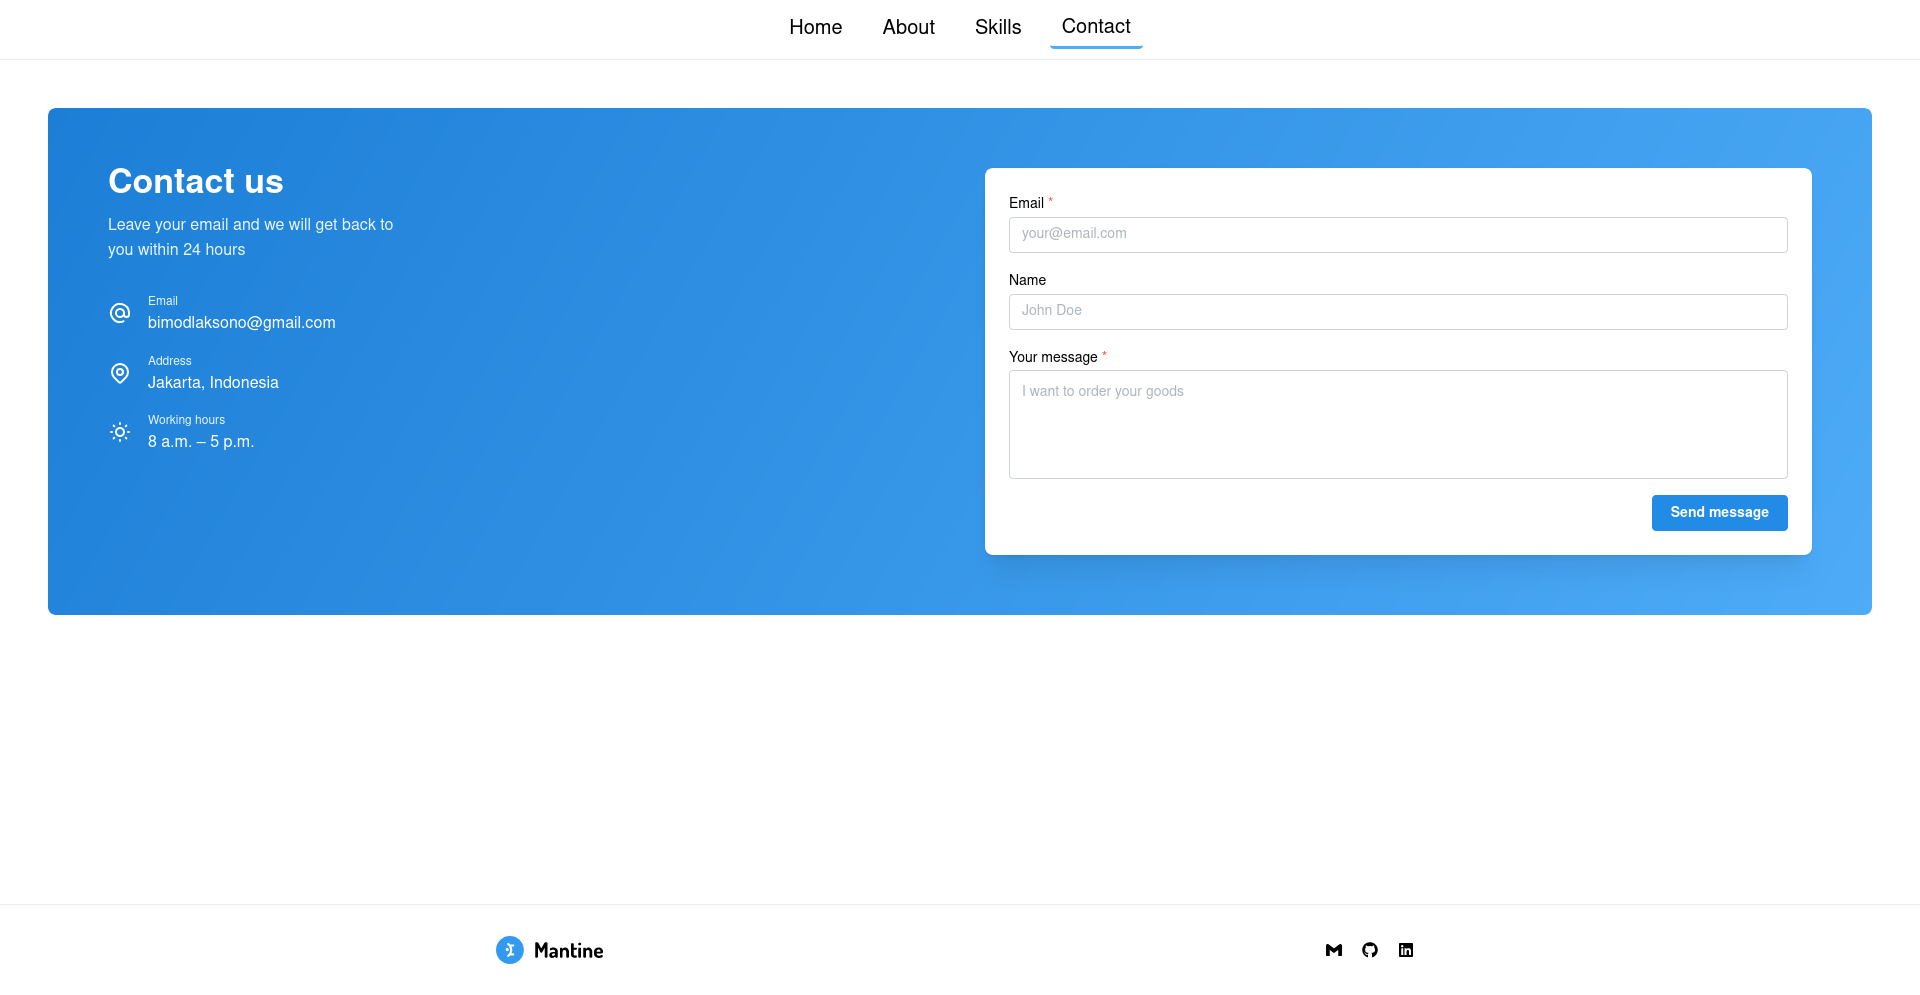 Home About Skills Contact
Contact us
Leave your email and we will get back to
you within 24 hours
Email
bimodlaksono@gmail.com
Address
Jakarta, Indonesia
Working hours
8 a.m. – 5 p.m.
Email *
your@email.com
Name
John Doe
Your message *
I want to order your goods
Send message
Mantine